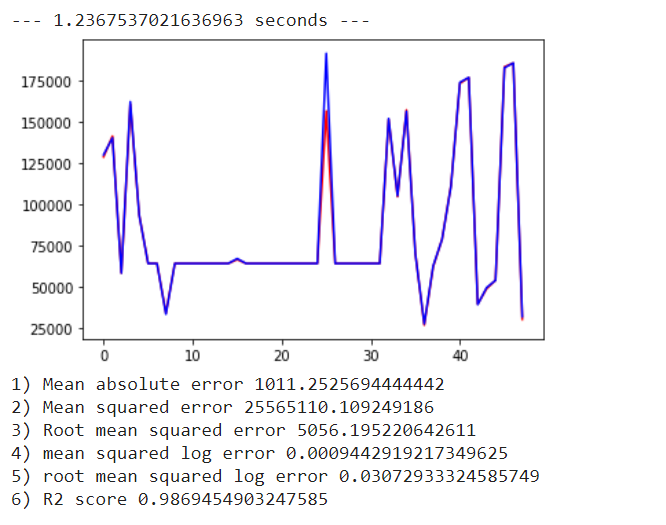 --- 1.2367537021636963 seconds ---
175000
150000
125000
100000
75000
50000
25000
0 10 20 30 40
1) Mean absolute error 1011.2525694444442
2) Mean squared error 25565110.109249186
3) Root mean squared error 5056.195220642611
4) mean squared log error 0.0009442919217349625
5) root mean squared log error 0.03072933324585749
6) R2 score 0.9869454903247585